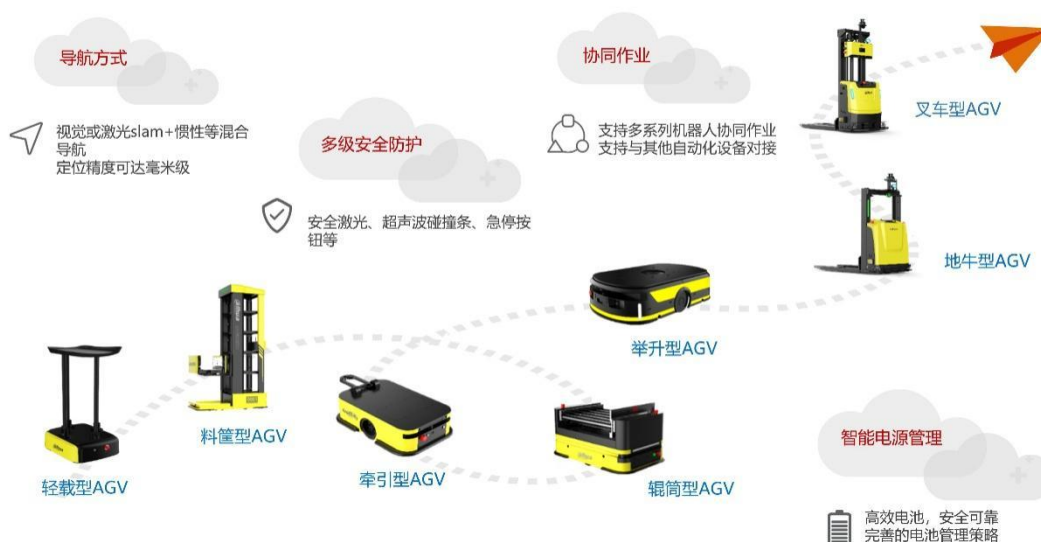 导航方式
视觉或激光slam+惯性等混合
导航
定位精度可达毫米级
多级安全防护
安全激光、超声波碰撞条、急停按
钮等
协同作业
支持多系列机器人协同作业
支持与其他自动化设备对接
叉车型AGV
地牛型AGV
举升型AGV
料筐型AGV
轻载型AGV
牵引型AGV
辊筒型AGV
智能电源管理
高效电池，安全可靠
完善的电池管理策略